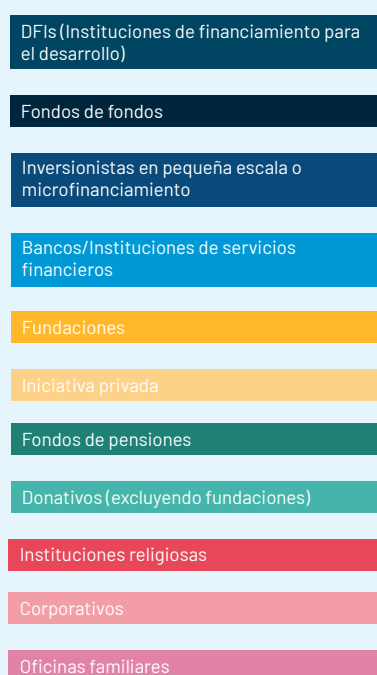 DFIs (Instituciones de financiamiento para
el desarrollo)
Fondos de fondos
Inversionistas en pequeña escala o
microfinanciamiento
Bancos/Instituciones de servicios
financieros
Fundaciones
Iniciativa privada
Fondos de pensiones
Donativos (excluyendo fundaciones)
Instituciones religiosas
Corporativos
Oficinas familiares